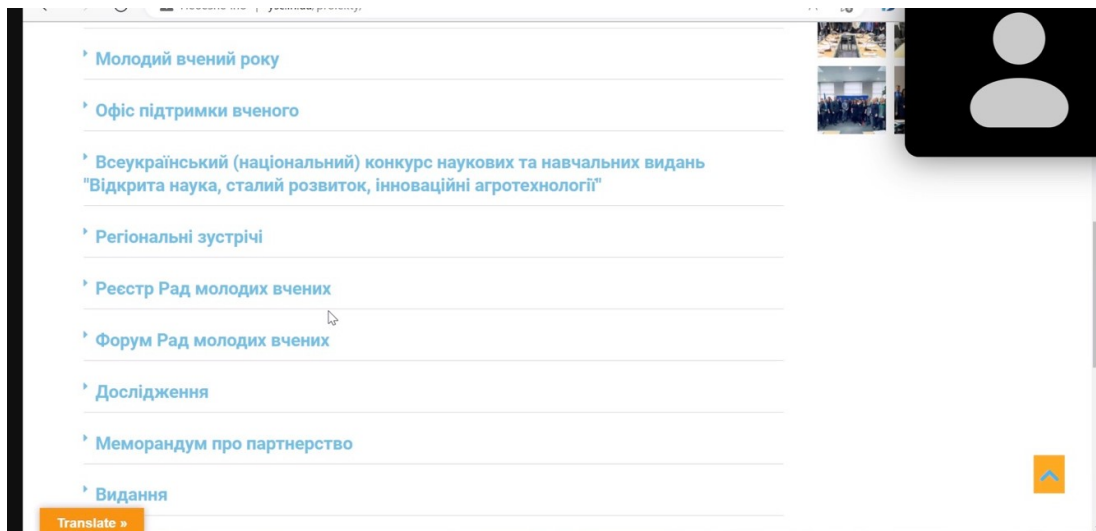 Молодий вчений року
Офіс підтримки вченого
Всеукраїнський (національний) конкурс наукових та навчальних видань
"Відкрита наука, сталий розвиток, інноваційні агротехнології"
Регіональні зустрічі
Реєстр Рад молодих вчених
Форум Рад молодих вчених
Дослідження
Меморандум про партнерство
Видання
Translate »